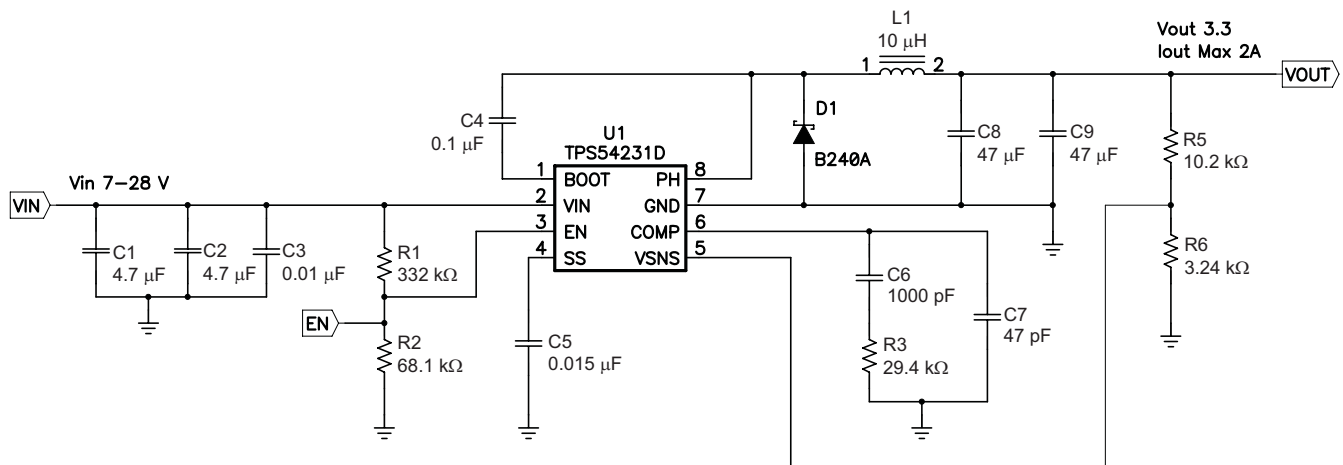 L1
10 μH
Vout 3.3
Iout Max 2A
1
2
VOUT
C4
0.1 μF
D1
B240A
C8
47 μF
C9
47 μF
R5
10.2 kΩ
U1
TPS54231D
1 BOOT PH 8
2 VIN GND 7
3 EN COMP 6
4 SS VSNS 5
Vin 7–28 V
VIN
C1
4.7 μF
C2
4.7 μF
C3
0.01 μF
R1
332 kΩ
R6
3.24 kΩ
C6
1000 pF
C7
47 pF
EN
R2
68.1 kΩ
C5
0.015 μF
R3
29.4 kΩ